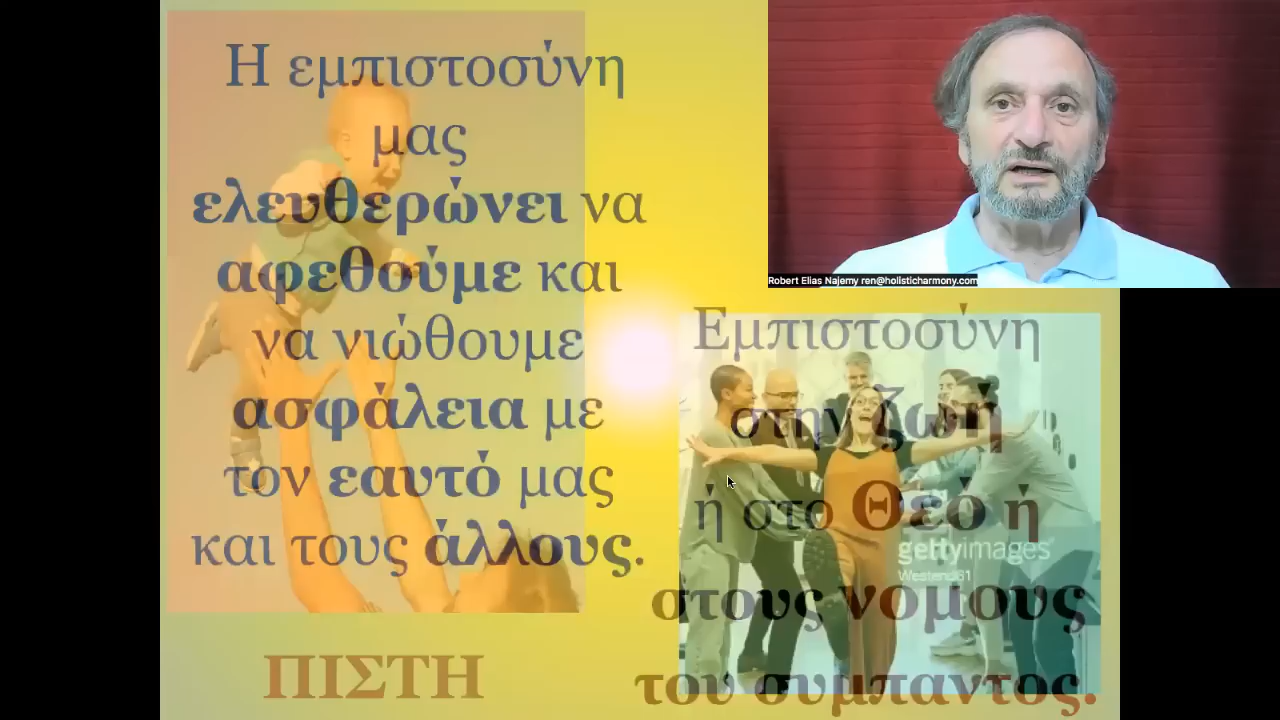 Η εμπιστοσύνη
μας
ελευθερώνει να
αφεθούμε και
να νιώθουμε
ασφάλεια με
τον εαυτό μας
και τους άλλους.
ΠΙΣΤΗ
Robert Elias Najemy ren@holisticharmony.com
Εμπιστοσύνη
στην ζωή
ή στο Θεό ή
στους νομους
του συμπαντος.
gettyimages®
Westend61